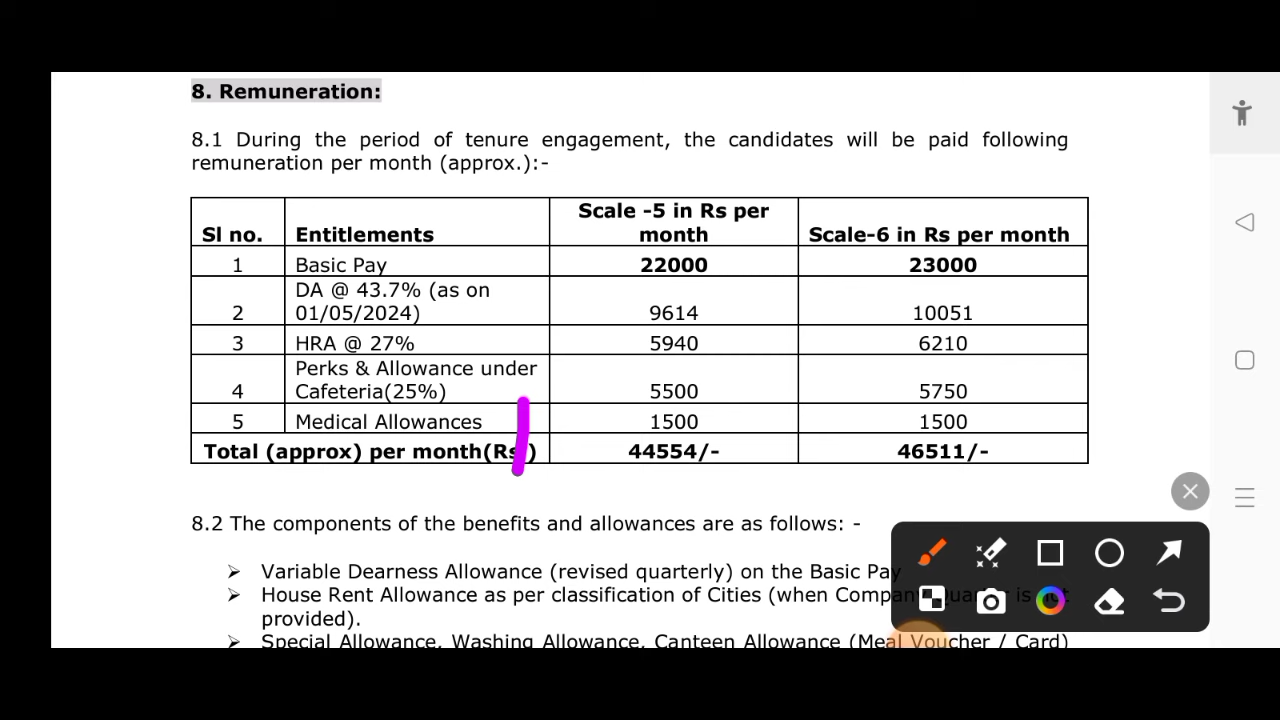 8. Remuneration:
8.1 During the period of tenure engagement, the candidates will be paid following
remuneration per month (approx.):-
Sl no. Entitlements Scale -5 in Rs per month Scale-6 in Rs per month
1 Basic Pay 22000 23000
2 DA @ 43.7% (as on 01/05/2024) 9614 10051
3 HRA @ 27% 5940 6210
4 Perks & Allowance under Cafeteria(25%) 5500 5750
5 Medical Allowances 1500 1500
Total (approx) per month(Rs) 44554/- 46511/-
8.2 The components of the benefits and allowances are as follows: -
Variable Dearness Allowance (revised quarterly) on the Basic Pay
House Rent Allowance as per classification of Cities (when Company Quarter is not
provided).
Special Allowance, Washing Allowance, Canteen Allowance (Meal Voucher / Card)